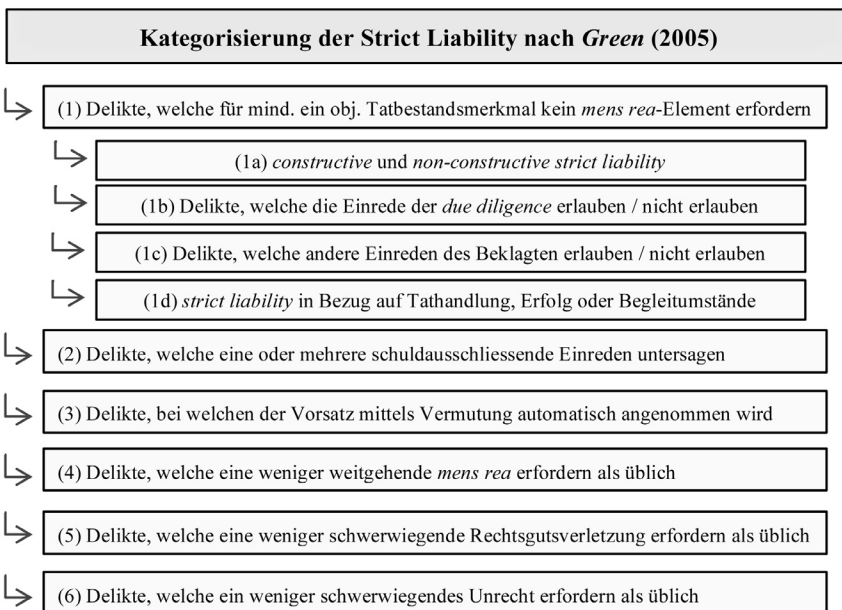 Kategorisierung der Strict Liability nach Green (2005)
(1) Delikte, welche für mind. ein obj. Tatbestandsmerkmal kein mens rea-Element erfordern
(1a) constructive und non-constructive strict liability
(1b) Delikte, welche die Einrede der due diligence erlauben / nicht erlauben
(1c) Delikte, welche andere Einreden des Beklagten erlauben / nicht erlauben
(1d) strict liability in Bezug auf Tathandlung, Erfolg oder Begleitumstände
(2) Delikte, welche eine oder mehrere schuldausschliessende Einreden untersagen
(3) Delikte, bei welchen der Vorsatz mittels Vermutung automatisch angenommen wird
(4) Delikte, welche eine weniger weitgehende mens rea erfordern als üblich
(5) Delikte, welche eine weniger schwerwiegende Rechtsgutsverletzung erfordern als üblich
(6) Delikte, welche ein weniger schwerwiegendes Unrecht erfordern als üblich